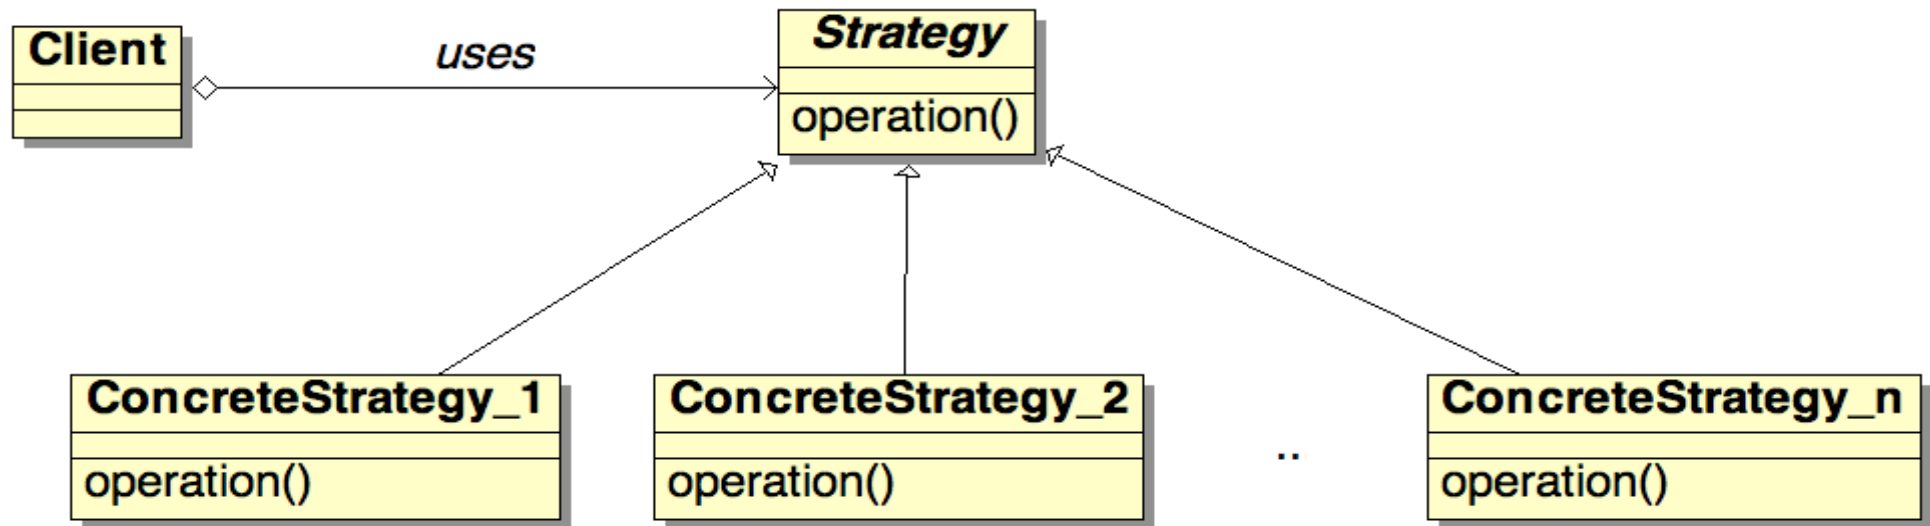 Client
uses
Strategy
operation()
ConcreteStrategy_1
operation()
ConcreteStrategy_2
operation()
..
ConcreteStrategy_n
operation()